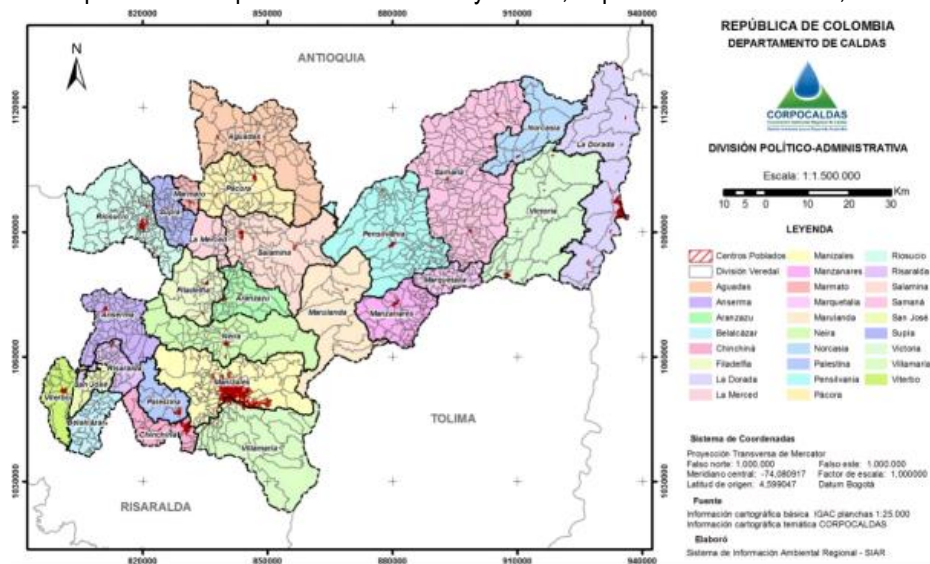 820000 850000 880000 910000 940000
N
ANTIOQUIA
1120000
1120000
Aguadas
Norcasia
La Dorada
Pácora
Samaná
Marmato
Riosucio
Supia
Victoria
1090000
1090000
La Merced
Salamina
Pensilvania
Marquetalia
Filadelfia
Aranzazu
Marulanda
Manzanares
Anserma
Neira
1060000
1060000
Risaralda
San José
Manizales
Viterbo
Palestina
Belalcázar
Chinchiná
Villamaria
TOLIMA
1030000
1030000
RISARALDA
820000 850000 880000 910000 940000
REPÚBLICA DE COLOMBIA
DEPARTAMENTO DE CALDAS
CORPOCALDAS
DIVISIÓN POLÍTICO-ADMINISTRATIVA
Escala: 1:1.500.000
10 5 0 10 20 30 Km
LEYENDA
Centros Poblados
División Veredal
Aguadas
Anserma
Aranzazu
Belalcázar
Chinchiná
Filadelfia
La Dorada
La Merced
Manizales
Manzanares
Marmato
Marquetalia
Marulanda
Neira
Norcasia
Palestina
Pensilvania
Pácora
Riosucio
Risaralda
Salamina
Samaná
San José
Supia
Victoria
Villamaria
Viterbo
Sistema de Coordenadas
Proyección Transversa de Mercator
Falso norte: 1.000,000 Falso este: 1.000.000
Meridiano central: -74,080917 Factor de escala: 1,000000
Latitud de origen: 4,599047 Datum Bogotá
Fuente
Información cartográfica básica IGAC planchas 1:25.000
Información cartográfica temática CORPOCALDAS
Elaboró
Sistema de Información Ambiental Regional - SIAR